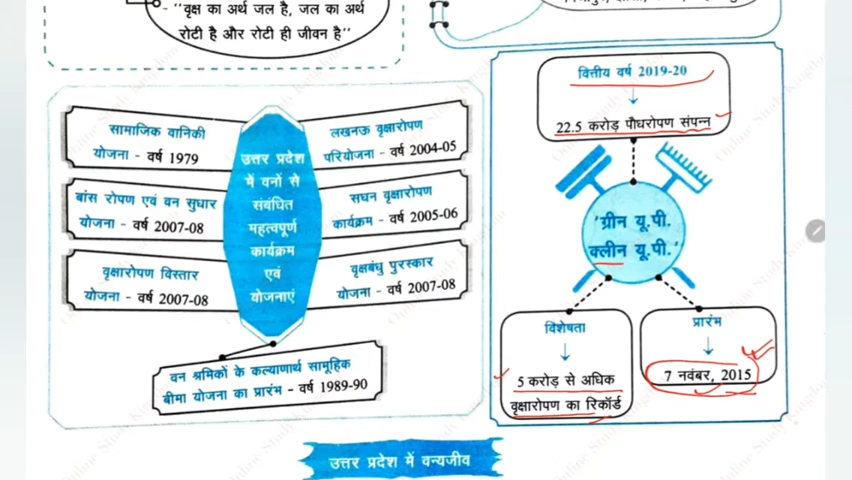 - "वृक्ष का अर्थ जल है, जल का अर्थ
रोटी है और रोटी ही जीवन है"
सामाजिक वानिकी
योजना - वर्ष 1979
बांस रोपण एवं वन सुधार
योजना - वर्ष 2007-08
वृक्षारोपण विस्तार
योजना - वर्ष 2007-08
उत्तर प्रदेश
में वनों से
संबंधित
महत्वपूर्ण
कार्यक्रम
एवं
योजनाएं
लखनऊ वृक्षारोपण
परियोजना - वर्ष 2004-05
सघन वृक्षारोपण
कार्यक्रम - वर्ष 2005-06
वृक्षबंधु पुरस्कार
योजना - वर्ष 2007-08
वन श्रमिकों के कल्याणार्थ सामूहिक
बीमा योजना का प्रारंभ - वर्ष 1989-90
वित्तीय वर्ष 2019-20
22.5 करोड़ पौधरोपण संपन्न
'ग्रीन यू.पी.
क्लीन यू.पी.'
विशेषता
5 करोड़ से अधिक
वृक्षारोपण का रिकॉर्ड
प्रारंभ
7 नवंबर, 2015
उत्तर प्रदेश में वन्यजीव